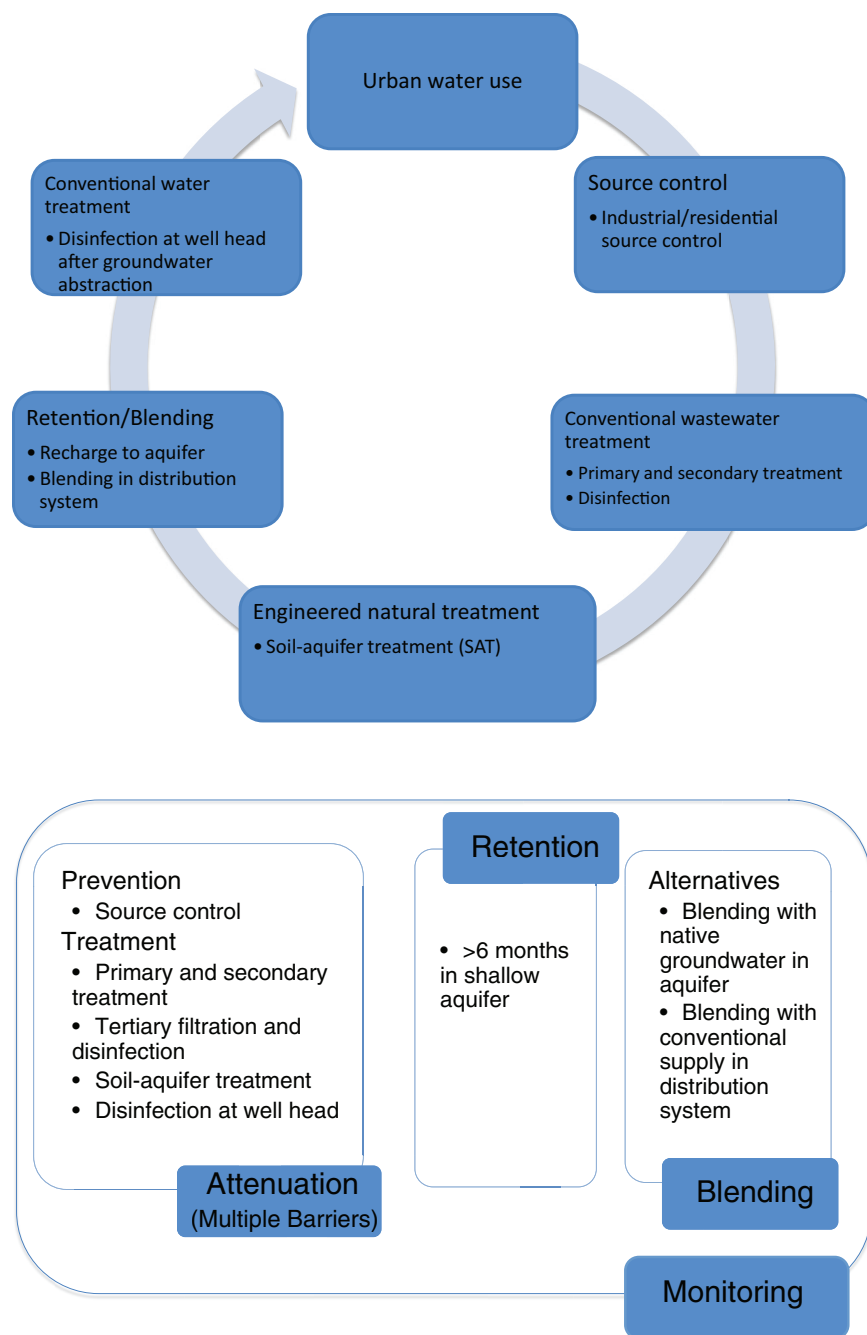 Urban water use
Source control
• Industrial/residential
source control
Conventional wastewater
treatment
• Primary and secondary treatment
• Disinfection
Engineered natural treatment
• Soil-aquifer treatment (SAT)
Retention/Blending
• Recharge to aquifer
• Blending in distribution
system
Conventional water
treatment
• Disinfection at well head
after groundwater
abstraction
Prevention
• Source control
Treatment
• Primary and secondary
treatment
• Tertiary filtration and
disinfection
• Soil-aquifer treatment
• Disinfection at well head
Attenuation
(Multiple Barriers)
Retention
• >6 months
in shallow
aquifer
Alternatives
• Blending with
native
groundwater in
aquifer
• Blending with
conventional
supply in
distribution
system
Blending
Monitoring